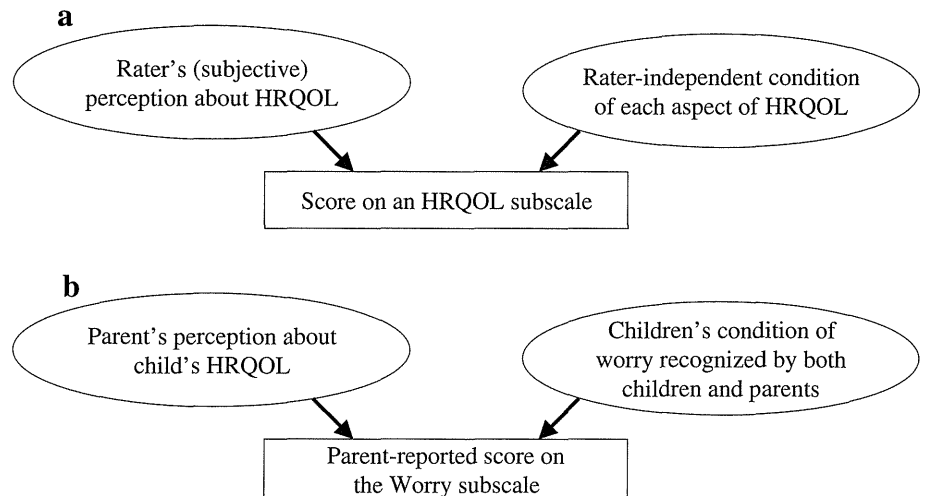 a
Rater's (subjective)
perception about HRQOL
Rater-independent condition
of each aspect of HRQOL
Score on an HRQOL subscale
b
Parent's perception about
child's HRQOL
Children's condition of
worry recognized by both
children and parents
Parent-reported score on
the Worry subscale